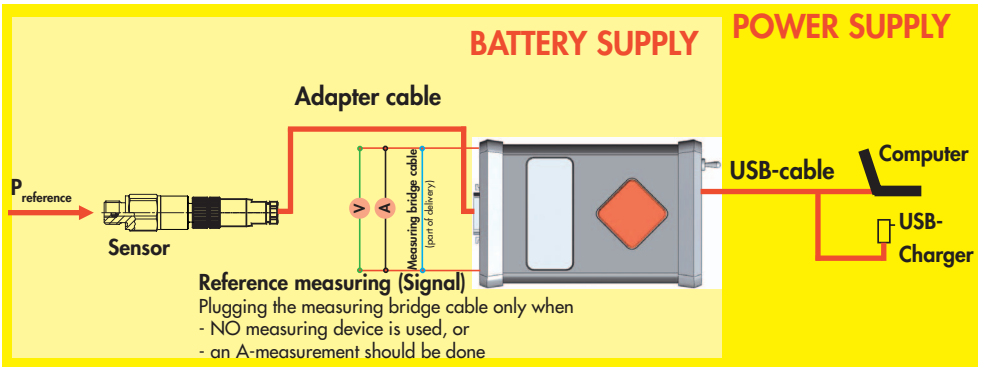 BATTERY SUPPLY
POWER SUPPLY
Adapter cable
P reference
Sensor
V
A
Measuring bridge cable
(part of delivery)
USB-cable
Computer
USB-
Charger
Reference measuring (Signal)
Plugging the measuring bridge cable only when
- NO measuring device is used, or
- an A-measurement should be done